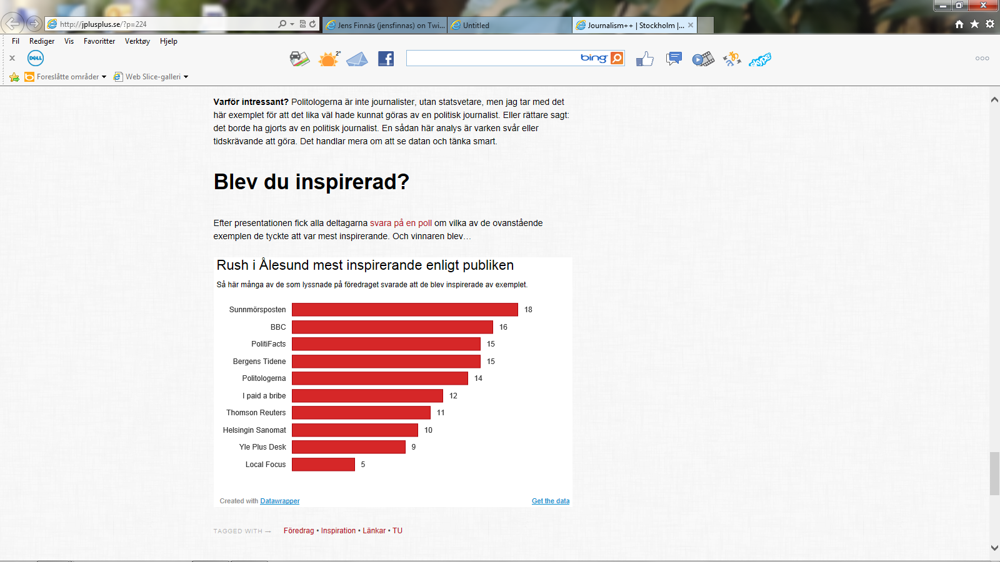 http://jplusplus.se/?p=224
Jens Finnäs (jensfinnas) on Twi...
Untitled
Journalism++ | Stockholm |...
Fil Rediger Vis Favoritter Verktøy Hjelp
x DELL 2° bing skype
Foreslåtte områder Web Slice-galleri
Varför intressant? Politologerna är inte journalister, utan statsvetare, men jag tar med det
här exemplet för att det lika väl hade kunnat göras av en politisk journalist. Eller rättare sagt:
det borde ha gjorts av en politisk journalist. En sådan här analys är varken svår eller
tidskrävande att göra. Det handlar mera om att se datan och tänka smart.
Blev du inspirerad?
Efter presentationen fick alla deltagarna svara på en poll om vilka av de ovanstående
exemplen de tyckte att var mest inspirerande. Och vinnaren blev…
Rush i Ålesund mest inspirerande enligt publiken
Så här många av de som lyssnade på föredraget svarade att de blev inspirerade av exemplet.
Sunnmörsposten 18
BBC 16
PolitiFacts 15
Bergens Tidene 15
Politologerna 14
I paid a bribe 12
Thomson Reuters 11
Helsingin Sanomat 10
Yle Plus Desk 9
Local Focus 5
Created with Datawrapper Get the data
TAGGED WITH → Föredrag • Inspiration • Länkar • TU